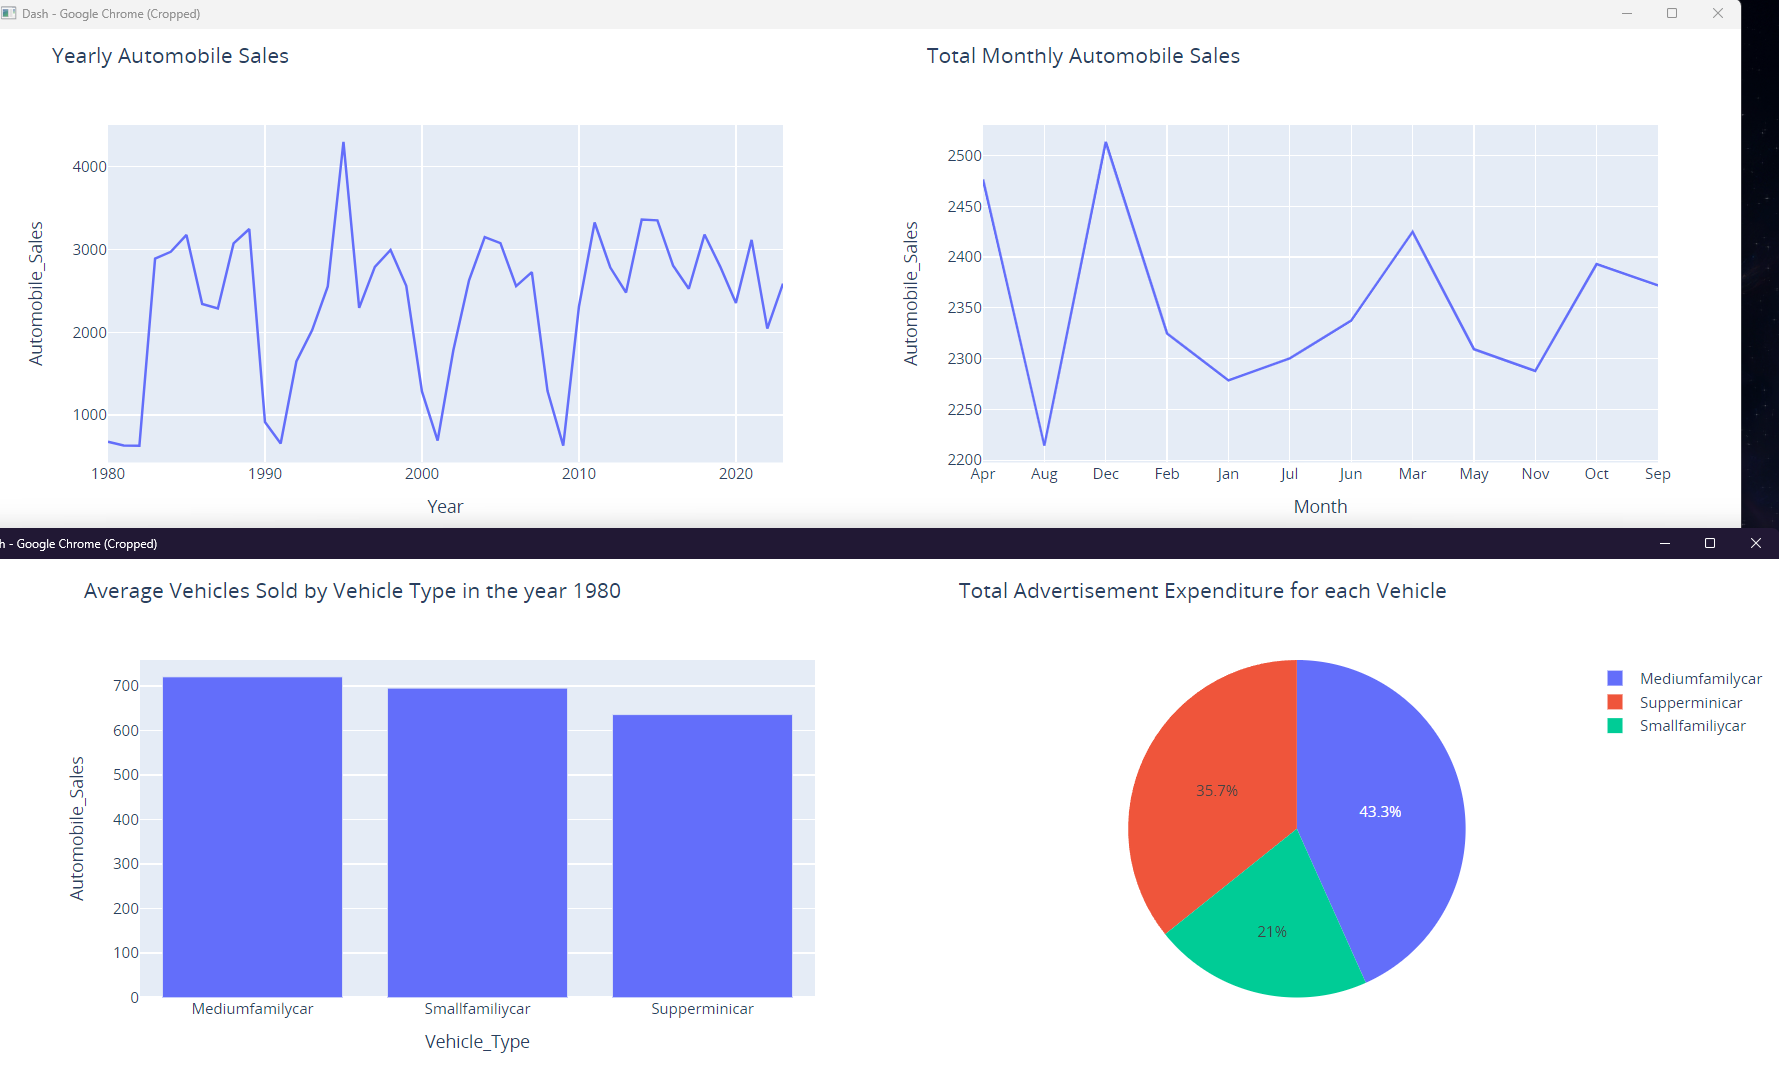 Dash - Google Chrome (Cropped)
Yearly Automobile Sales
4000
3000
2000
1000
Automobile_Sales
1980 1990 2000 2010 2020
Year
Total Monthly Automobile Sales
2500
2450
2400
2350
2300
2250
2200
Automobile_Sales
Apr Aug Dec Feb Jan Jul Jun Mar May Nov Oct Sep
Month
h - Google Chrome (Cropped)
Average Vehicles Sold by Vehicle Type in the year 1980
700
600
500
400
300
200
100
0
Automobile_Sales
Mediumfamilycar Smallfamiliycar Supperminicar
Vehicle_Type
Total Advertisement Expenditure for each Vehicle
35.7%
43.3%
21%
Mediumfamilycar
Supperminicar
Smallfamiliycar